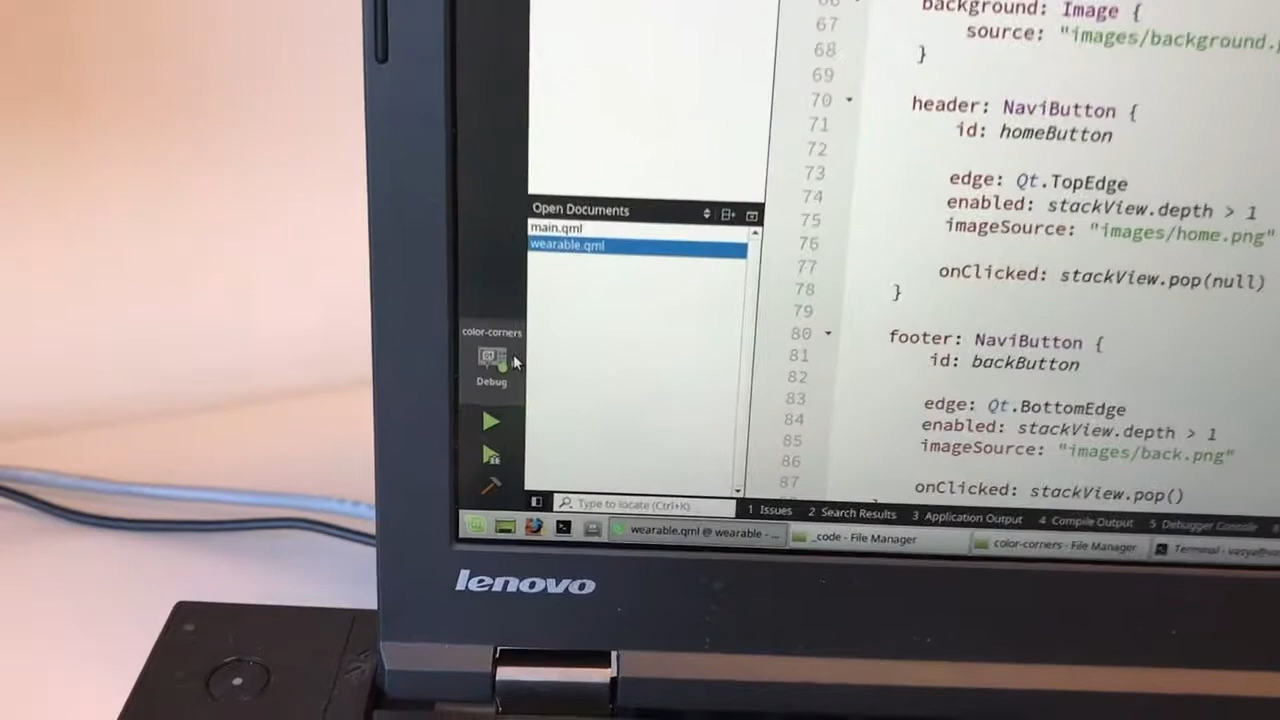 66
67
68
69
70
71
72
73
74
75
76
77
78
79
80
81
82
83
84
85
86
87
background: Image {
source: "images/background.
}
header: NaviButton {
id: homeButton
edge: Qt.TopEdge
enabled: stackView.depth > 1
imageSource: "images/home.png"
onClicked: stackView.pop(null)
}
footer: NaviButton {
id: backButton
edge: Qt.BottomEdge
enabled: stackView.depth > 1
imageSource: "images/back.png"
onClicked: stackView.pop()
Open Documents
main.qml
wearable.qml
color-corners
Debug
Type to locate (Ctrl+K)
1 Issues 2 Search Results 3 Application Output 4 Compile Output 5 Debugger Console
wearable.qml @ wearable - ... _code - File Manager color-corners - File Manager Terminal - vasya@
lenovo